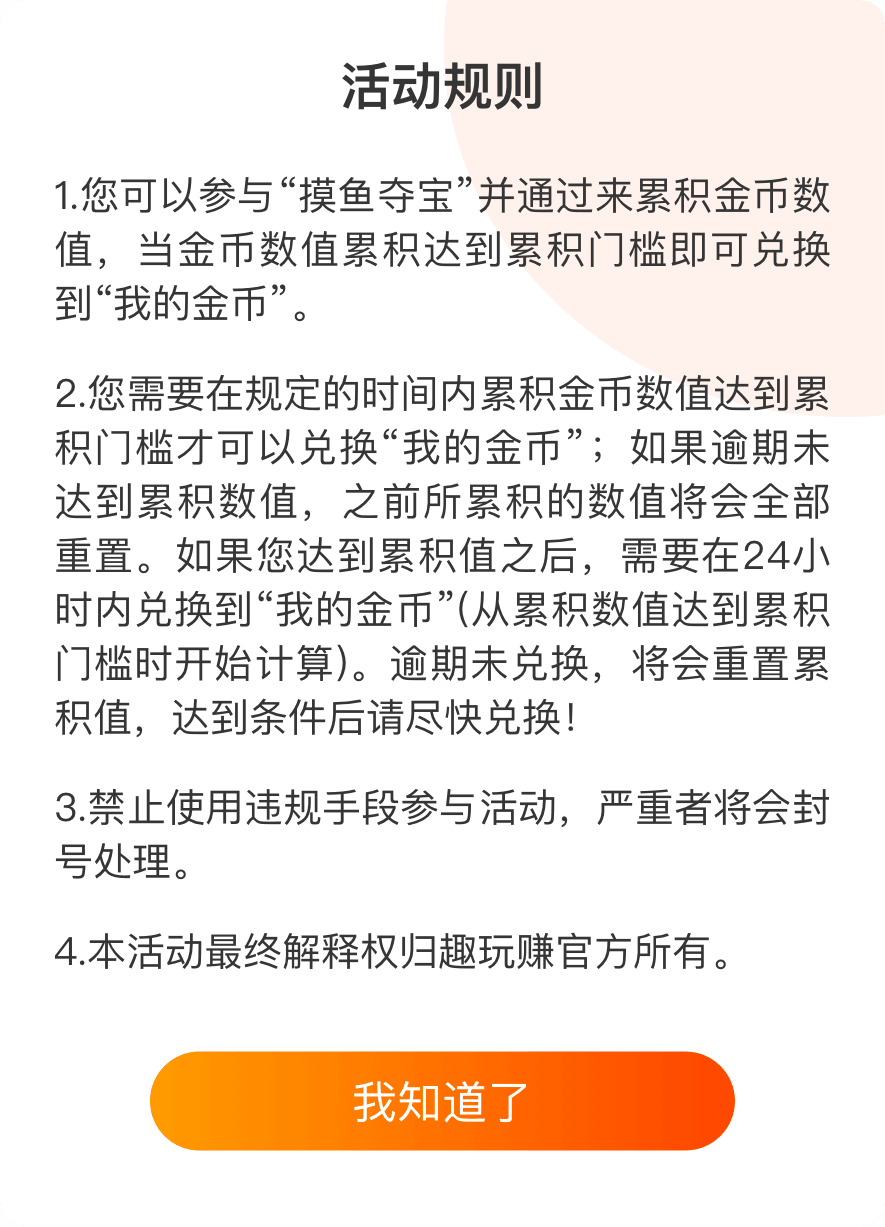 活动规则
1.您可以参与“摸鱼夺宝”并通过来累积金币数
值，当金币数值累积达到累积门槛即可兑换
到“我的金币”。
2.您需要在规定的时间内累积金币数值达到累
积门槛才可以兑换“我的金币”；如果逾期未
达到累积数值，之前所累积的数值将会全部
重置。如果您达到累积值之后，需要在24小
时内兑换到“我的金币”(从累积数值达到累积
门槛时开始计算)。逾期未兑换，将会重置累
积值，达到条件后请尽快兑换！
3.禁止使用违规手段参与活动，严重者将会封
号处理。
4.本活动最终解释权归趣玩赚官方所有。
我知道了